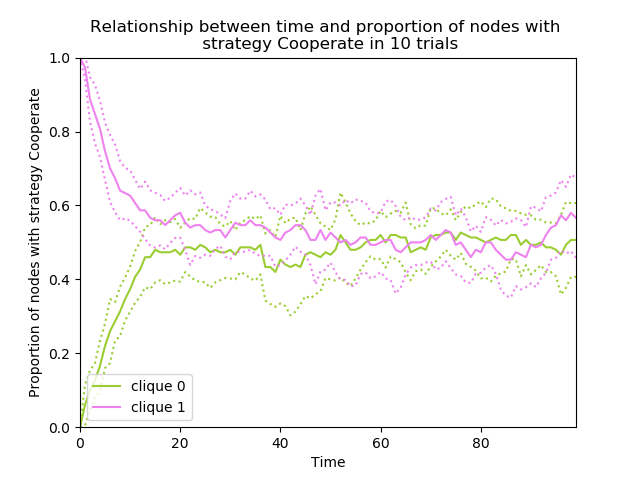 Relationship between time and proportion of nodes with
strategy Cooperate in 10 trials
Proportion of nodes with strategy Cooperate
1.0
0.8
0.6
0.4
0.2
0.0
clique 0
clique 1
0
20
40
60
80
Time